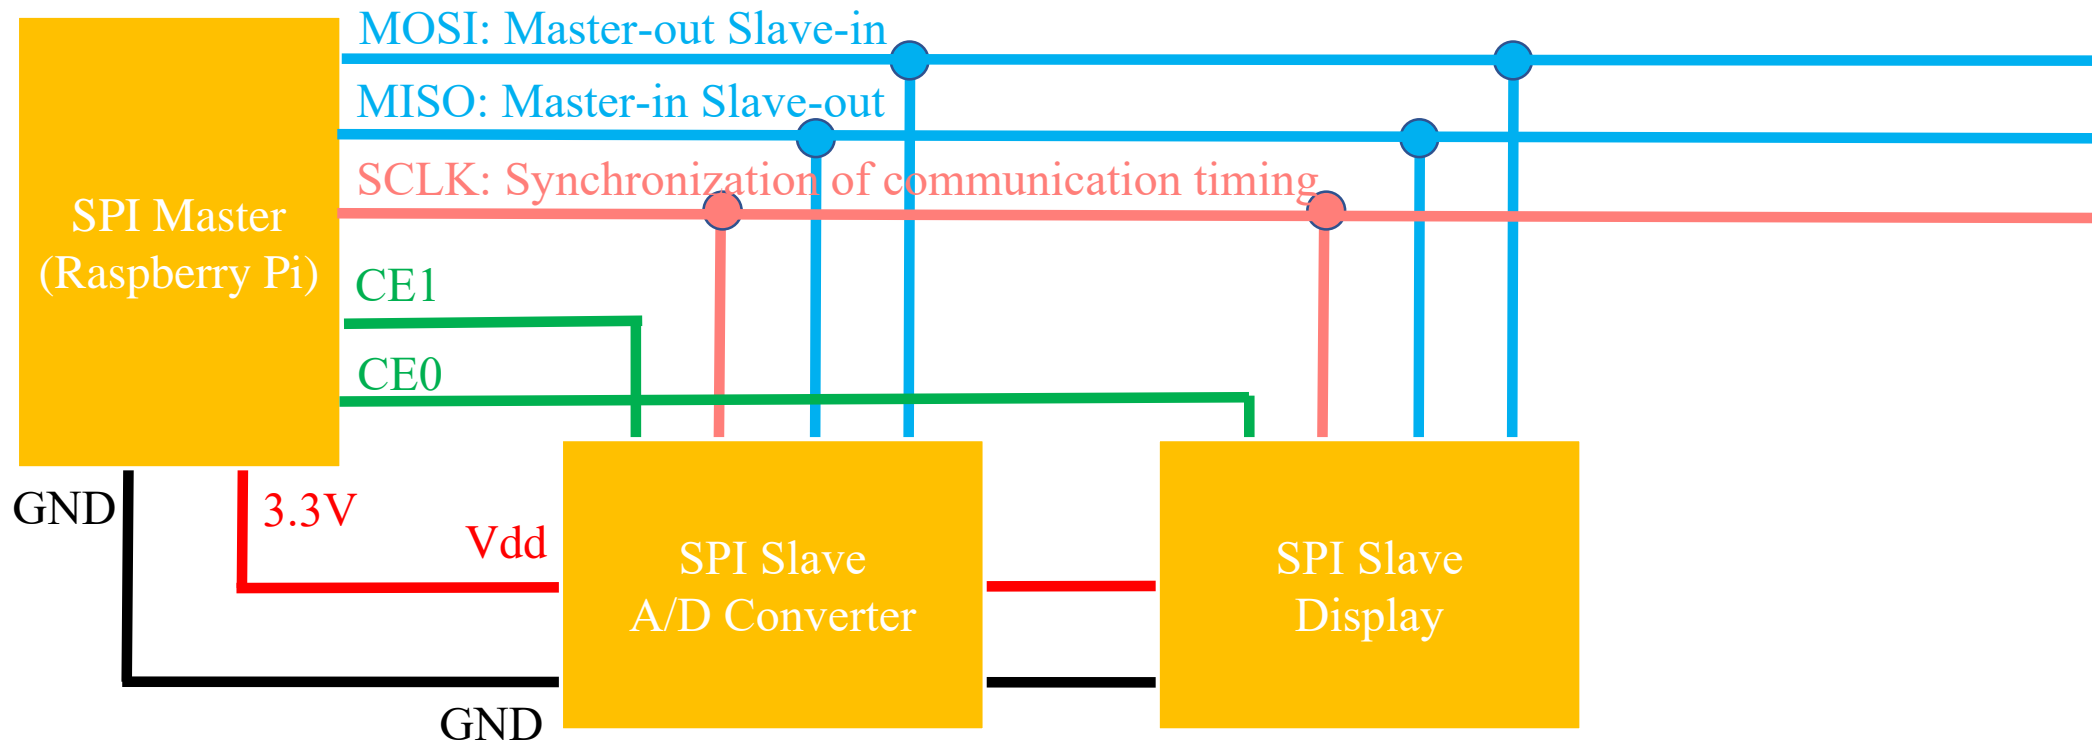 MOSI: Master-out Slave-in
MISO: Master-in Slave-out
SCLK: Synchronization of communication timing
SPI Master
(Raspberry Pi)
CE1
CE0
GND
3.3V
Vdd
GND
SPI Slave
A/D Converter
SPI Slave
Display